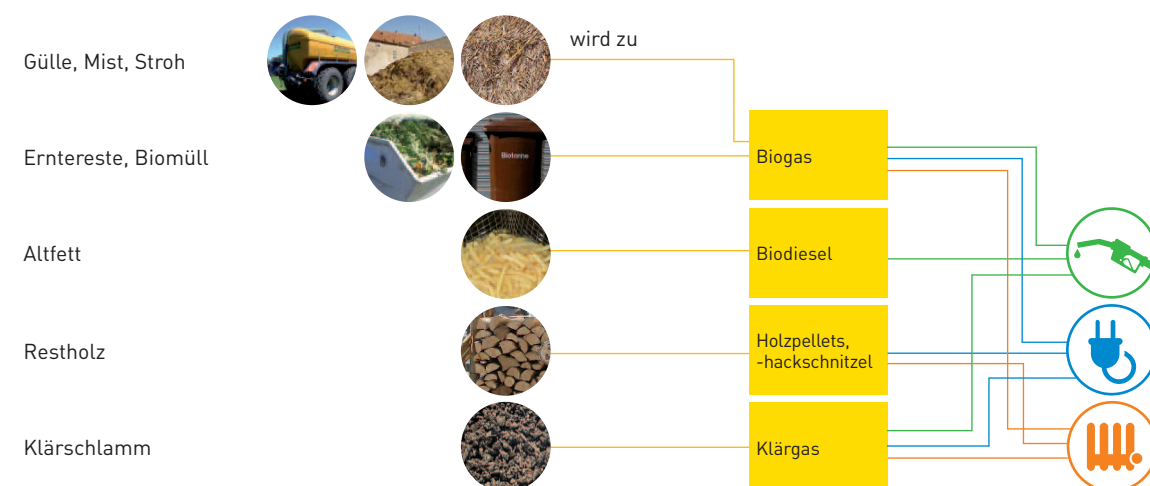 Gülle, Mist, Stroh
wird zu
Erntereste, Biomüll
Biotonne
Biogas
Altfett
Biodiesel
Restholz
Holzpellets,
-hackschnitzel
Klärschlamm
Klärgas